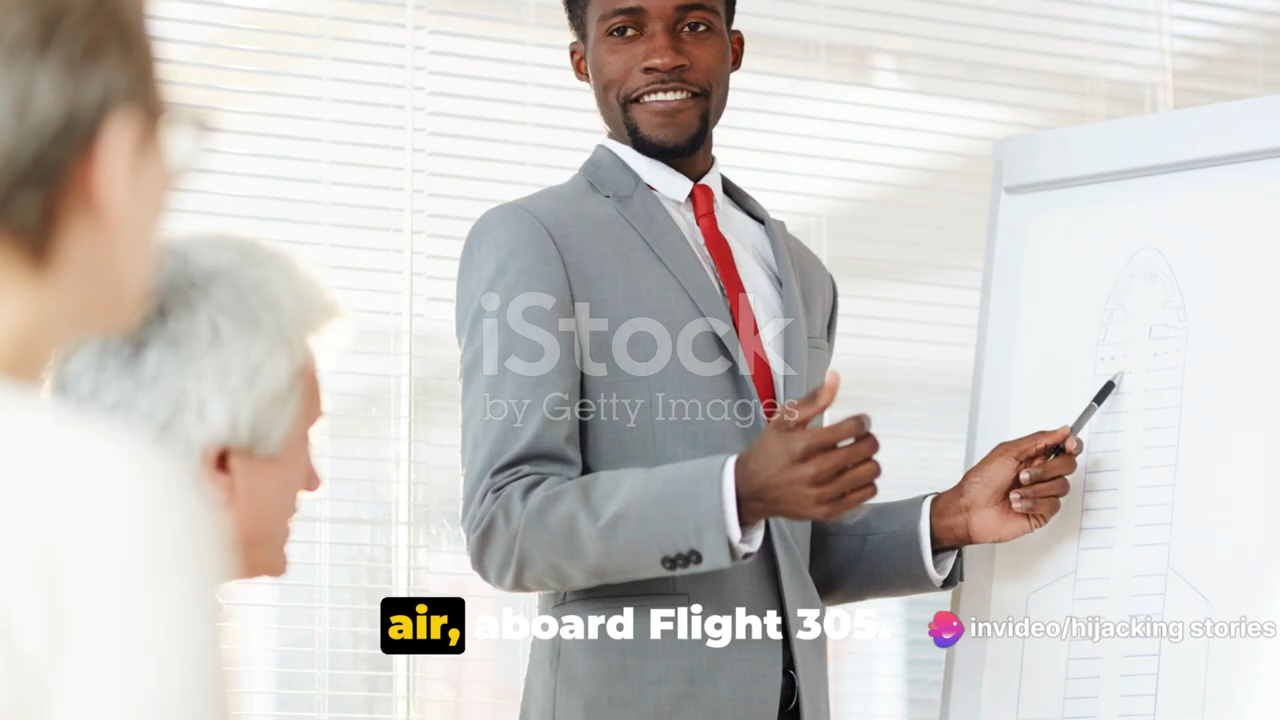 iStock
by Getty Images
air, aboard Flight 305.
invideo/hijacking stories